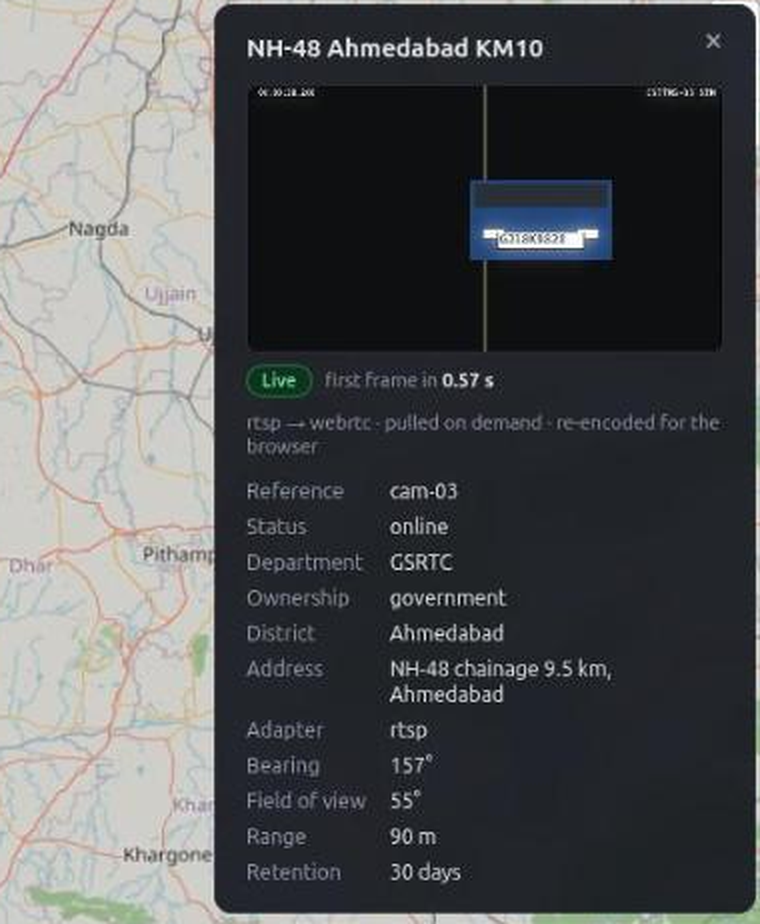 NH-48 Ahmedabad KM10
×
Live first frame in 0.57 s
rtsp → webrtc · pulled on demand · re-encoded for the
browser
Reference cam-03
Status online
Department GSRTC
Ownership government
District Ahmedabad
Address NH-48 chainage 9.5 km,
Ahmedabad
Adapter rtsp
Bearing 157°
Field of view 55°
Range 90 m
Retention 30 days
Nagda
Ujjain
Dhar
Pithamp
Khar
Khargone